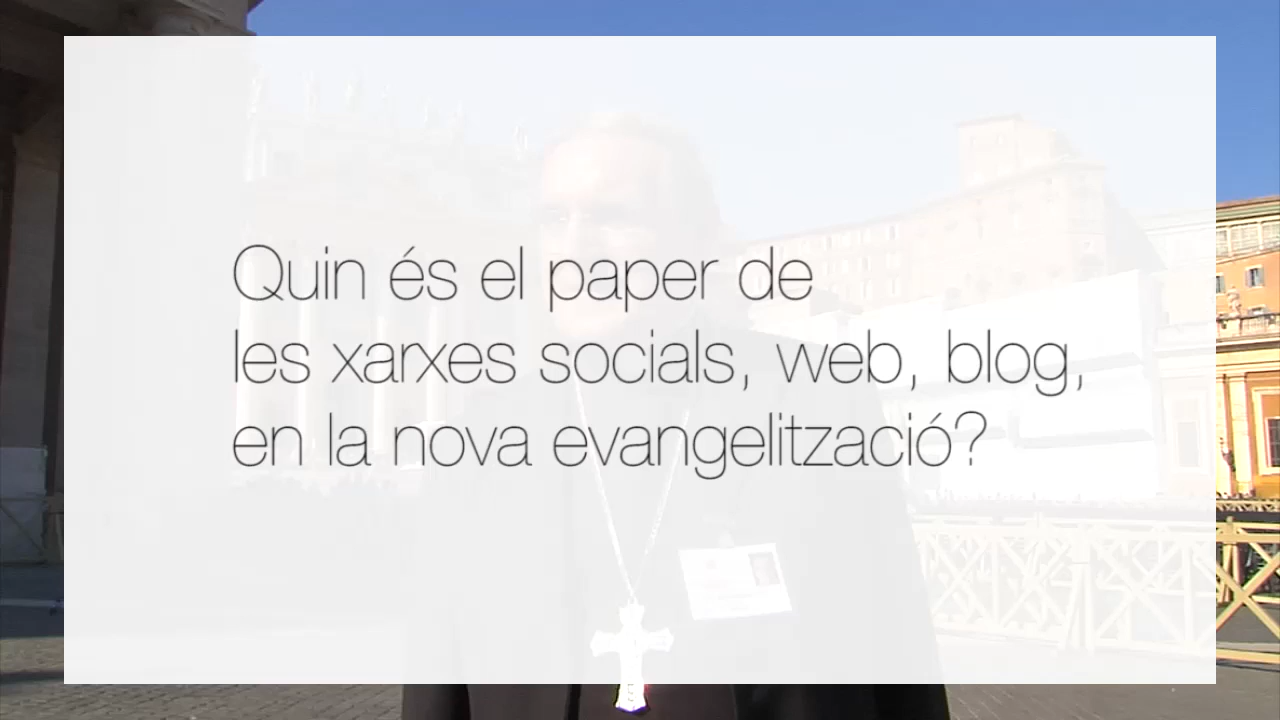 Quin és el paper de
les xarxes socials, web, blog,
en la nova evangelització?